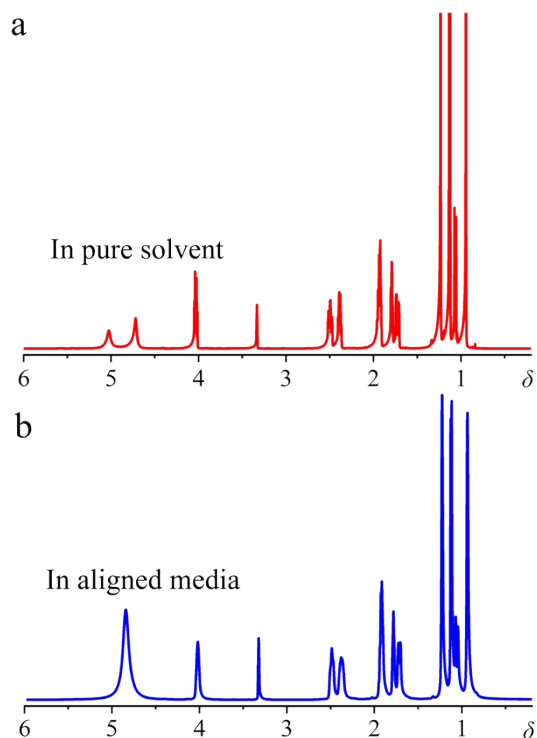 a
In pure solvent
6 5 4 3 2 1 δ
b
In aligned media
6 5 4 3 2 1 δ